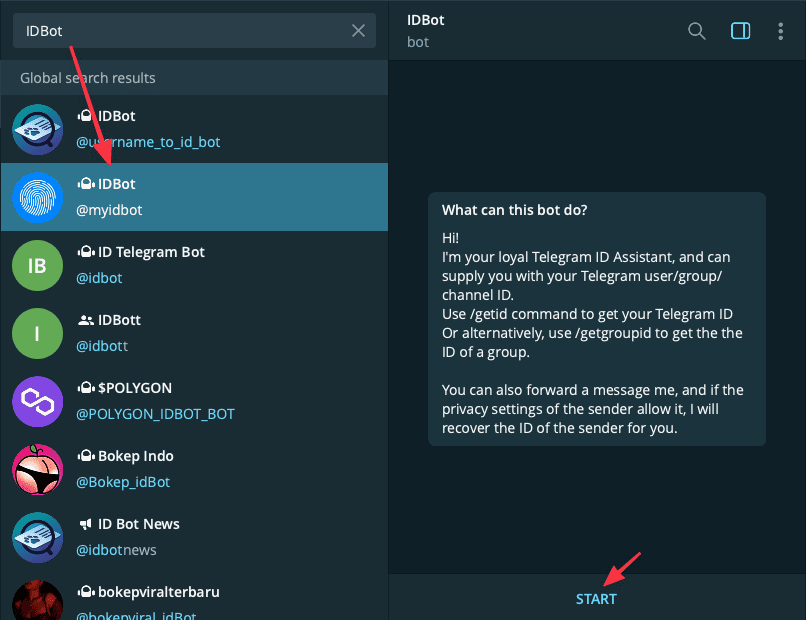 IDBot
Global search results
IDBot
@username_to_id_bot
IDBot
@myidbot
IB
ID Telegram Bot
@idbot
I
IDBott
@idbott
$POLYGON
@POLYGON_IDBOT_BOT
Bokep Indo
@Bokep_idBot
ID Bot News
@idbotnews
bokepviralterbaru
@bokepviral_idBot
IDBot
bot
What can this bot do?
Hi!
I'm your loyal Telegram ID Assistant, and can
supply you with your Telegram user/group/
channel ID.
Use /getid command to get your Telegram ID
Or alternatively, use /getgroupid to get the the
ID of a group.
You can also forward a message me, and if the
privacy settings of the sender allow it, I will
recover the ID of the sender for you.
START